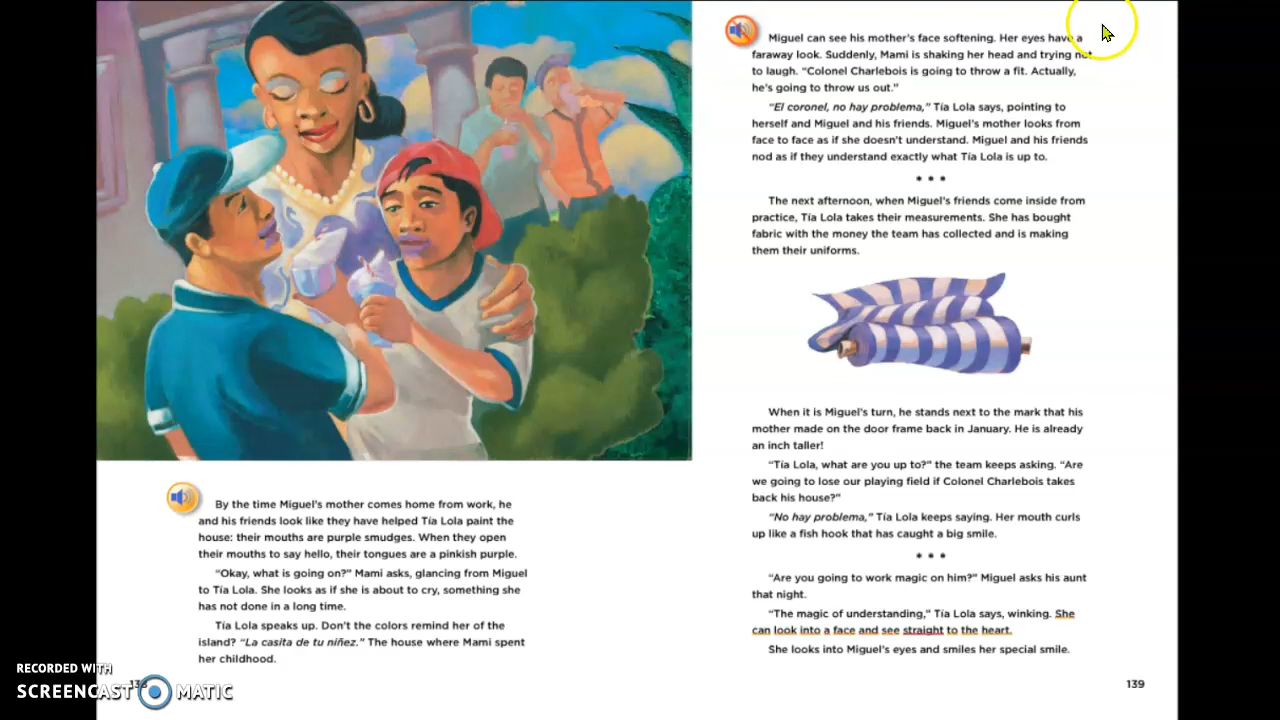 By the time Miguel's mother comes home from work, he
and his friends look like they have helped Tía Lola paint the
house: their mouths are purple smudges. When they open
their mouths to say hello, their tongues are a pinkish purple.
"Okay, what is going on?" Mami asks, glancing from Miguel
to Tía Lola. She looks as if she is about to cry, something she
has not done in a long time.
Tía Lola speaks up. Don't the colors remind her of the
island? "La casita de tu niñez." The house where Mami spent
her childhood.
Miguel can see his mother's face softening. Her eyes have a
faraway look. Suddenly, Mami is shaking her head and trying not
to laugh. "Colonel Charlebois is going to throw a fit. Actually,
he's going to throw us out."
"El coronel, no hay problema," Tía Lola says, pointing to
herself and Miguel and his friends. Miguel's mother looks from
face to face as if she doesn't understand. Miguel and his friends
nod as if they understand exactly what Tía Lola is up to.
* * *
The next afternoon, when Miguel's friends come inside from
practice, Tía Lola takes their measurements. She has bought
fabric with the money the team has collected and is making
them their uniforms.
When it is Miguel's turn, he stands next to the mark that his
mother made on the door frame back in January. He is already
an inch taller!
"Tía Lola, what are you up to?" the team keeps asking. "Are
we going to lose our playing field if Colonel Charlebois takes
back his house?"
"No hay problema," Tía Lola keeps saying. Her mouth curls
up like a fish hook that has caught a big smile.
* * *
"Are you going to work magic on him?" Miguel asks his aunt
that night.
"The magic of understanding," Tía Lola says, winking. She
can look into a face and see straight to the heart.
She looks into Miguel's eyes and smiles her special smile.
139
RECORDED WITH
SCREENCAST MATIC